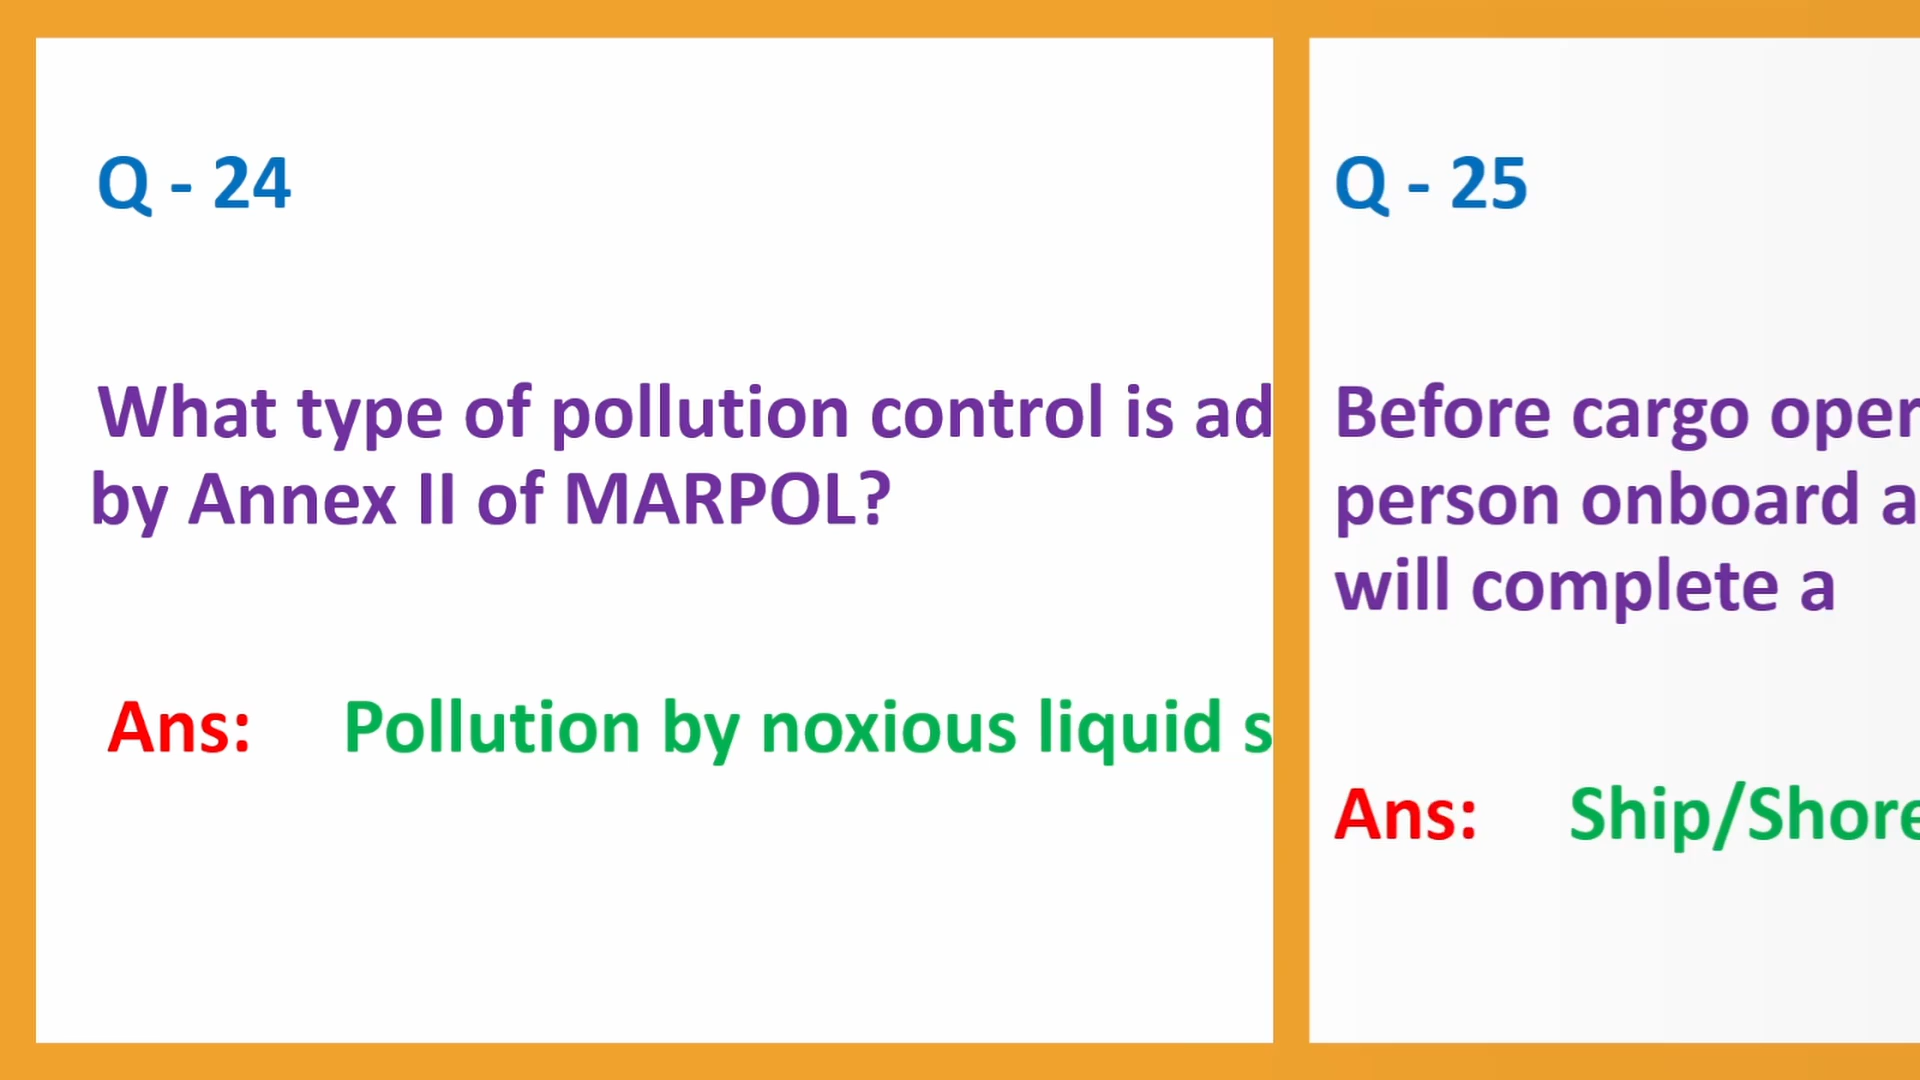 Q - 24
What type of pollution control is ad
by Annex II of MARPOL?
Ans: Pollution by noxious liquid s
Q - 25
Before cargo oper
person onboard a
will complete a
Ans: Ship/Shore